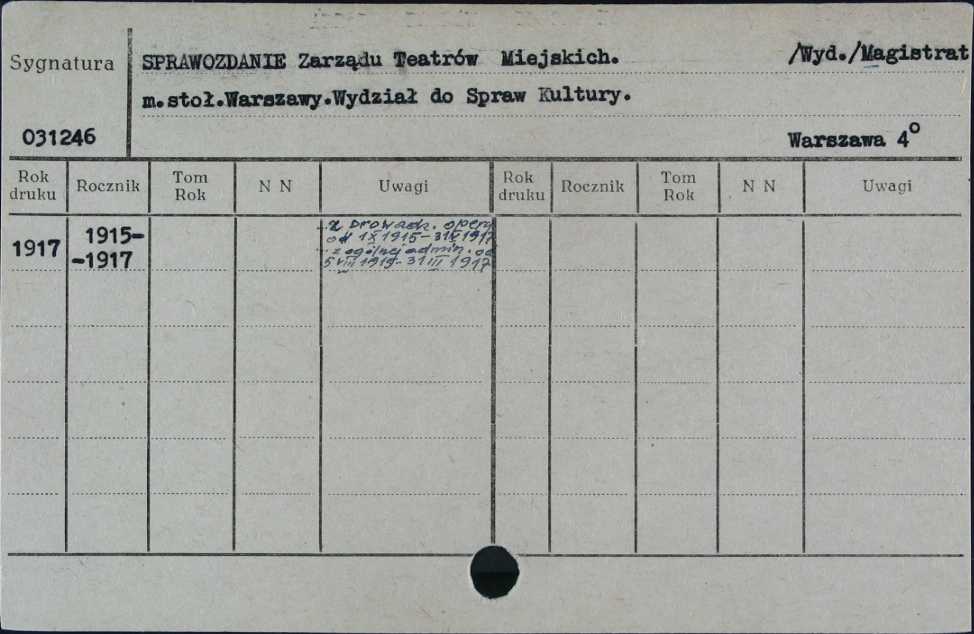 Sygnatura
SPRAWOZDANIE Zarządu Teatrów Miejskich. /Wyd./Magistrat
m.stoł.Warszawy.Wydział do Spraw Kultury.
031246
Warszawa 4°
Rok druku Rocznik Tom Rok N N Uwagi Rok druku Rocznik Tom Rok N N Uwagi
1917 1915-
-1917
...z prowadz. opery
od 1 X 1915-31 V 1917
...z ogólnej admin. od
5 VIII 1915-31 III 1917